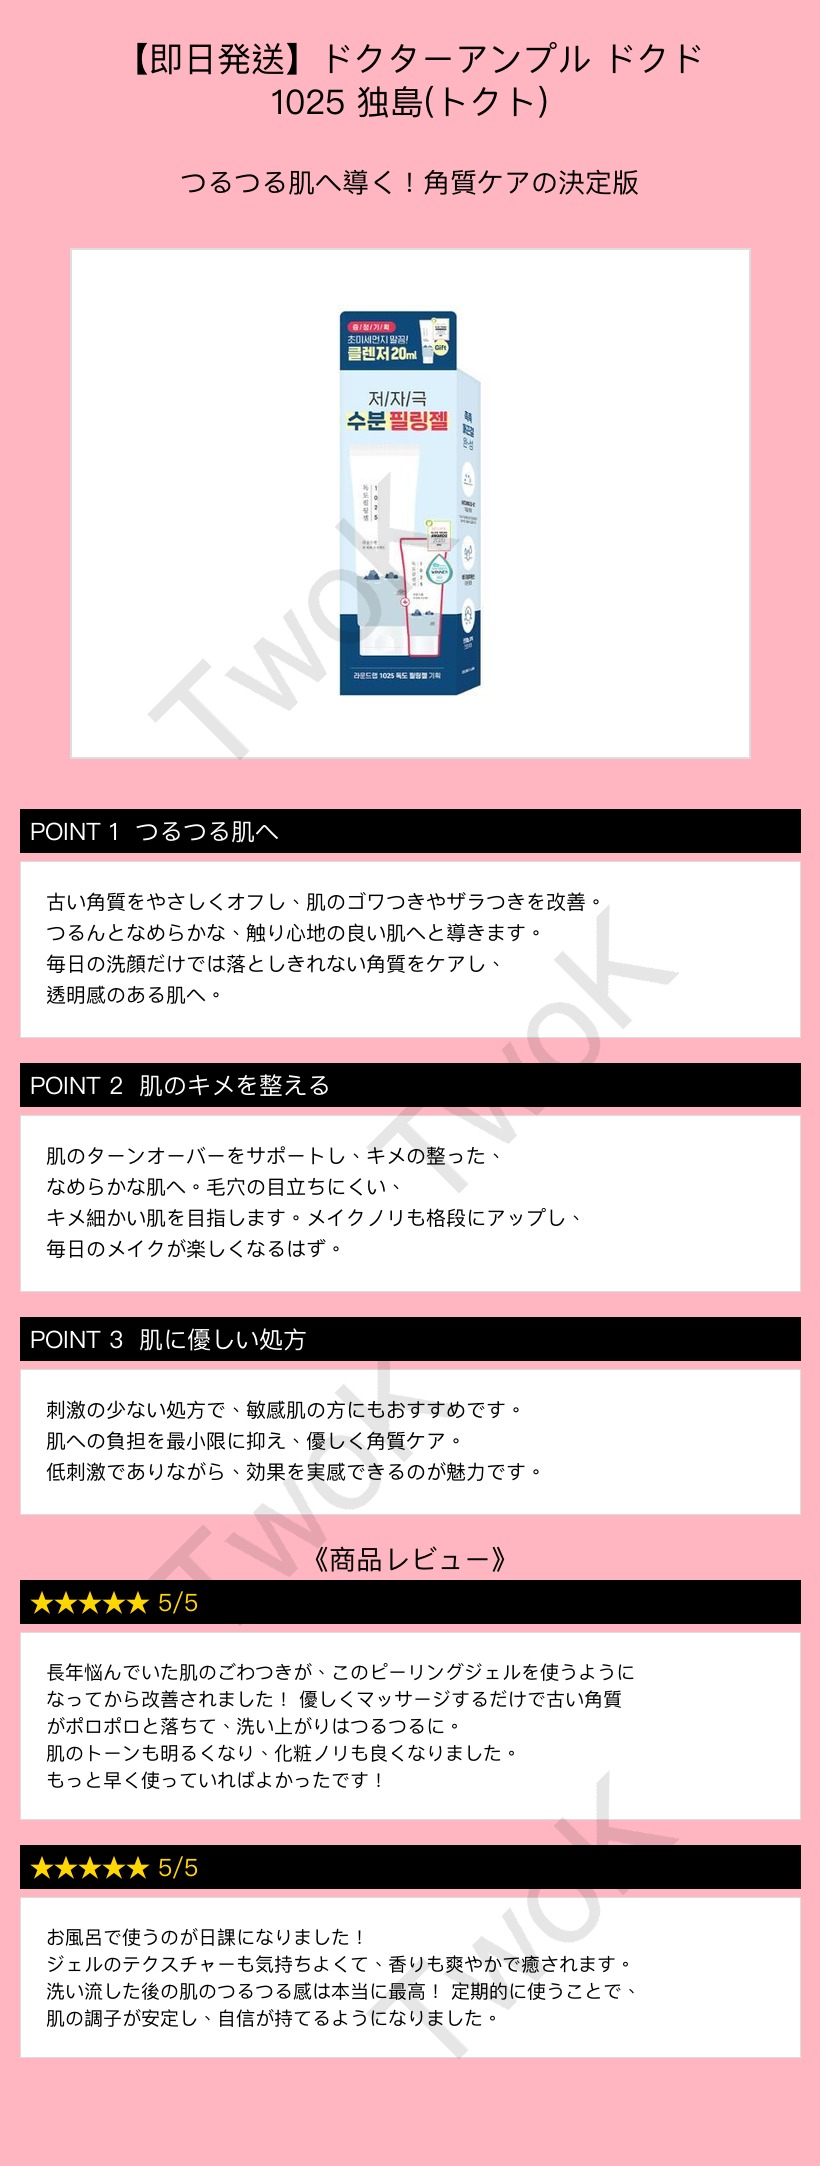 【即日発送】ドクターアンプル ドクド
1025 独島(トクト)
つるつる肌へ導く！角質ケアの決定版
증/정/기/획
초미세먼지 말끔!
클렌저 20ml
Gift
저/자/극
수분 필링젤
1025
독도필링젤
WINNER
라운드랩 1025 독도 필링젤 기획
TwoK
POINT 1 つるつる肌へ
古い角質をやさしくオフし、肌のゴワつきやザラつきを改善。
つるんとなめらかな、触り心地の良い肌へと導きます。
毎日の洗顔だけでは落としきれない角質をケアし、
透明感のある肌へ。
TwoK
POINT 2 肌のキメを整える
肌のターンオーバーをサポートし、キメの整った、
なめらかな肌へ。毛穴の目立ちにくい、
キメ細かい肌を目指します。メイクノリも格段にアップし、
毎日のメイクが楽しくなるはず。
POINT 3 肌に優しい処方
刺激の少ない処方で、敏感肌の方にもおすすめです。
肌への負担を最小限に抑え、優しく角質ケア。
低刺激でありながら、効果を実感できるのが魅力です。
TwoK
《商品レビュー》
★★★★★ 5/5
長年悩んでいた肌のごわつきが、このピーリングジェルを使うように
なってから改善されました！ 優しくマッサージするだけで古い角質
がポロポロと落ちて、洗い上がりはつるつるに。
肌のトーンも明るくなり、化粧ノリも良くなりました。
もっと早く使っていればよかったです！
★★★★★ 5/5
お風呂で使うのが日課になりました！
ジェルのテクスチャーも気持ちよくて、香りも爽やかで癒されます。
洗い流した後の肌のつるつる感は本当に最高！ 定期的に使うことで、
肌の調子が安定し、自信が持てるようになりました。
TwoK